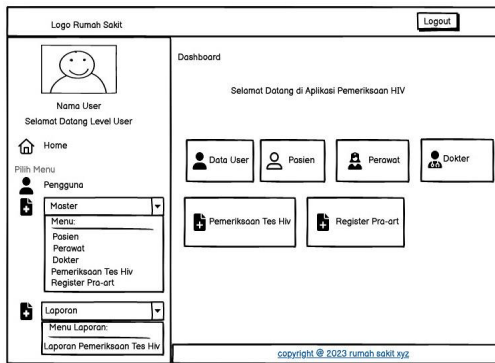 Logo Rumah Sakit
Logout
Nama User
Selamat Datang Level User
Home
Pilih Menu
Pengguna
Master
Menu:
Pasien
Perawat
Dokter
Pemeriksaan Tes Hiv
Register Pra-art
Laporan
Menu Laporan:
Laporan Pemeriksaan Tes Hiv
Dashboard
Selamat Datang di Aplikasi Pemeriksaan HIV
Data User
Pasien
Perawat
Dokter
Pemeriksaan Tes Hiv
Register Pra-art
copyright @ 2023 rumah sakit xyz